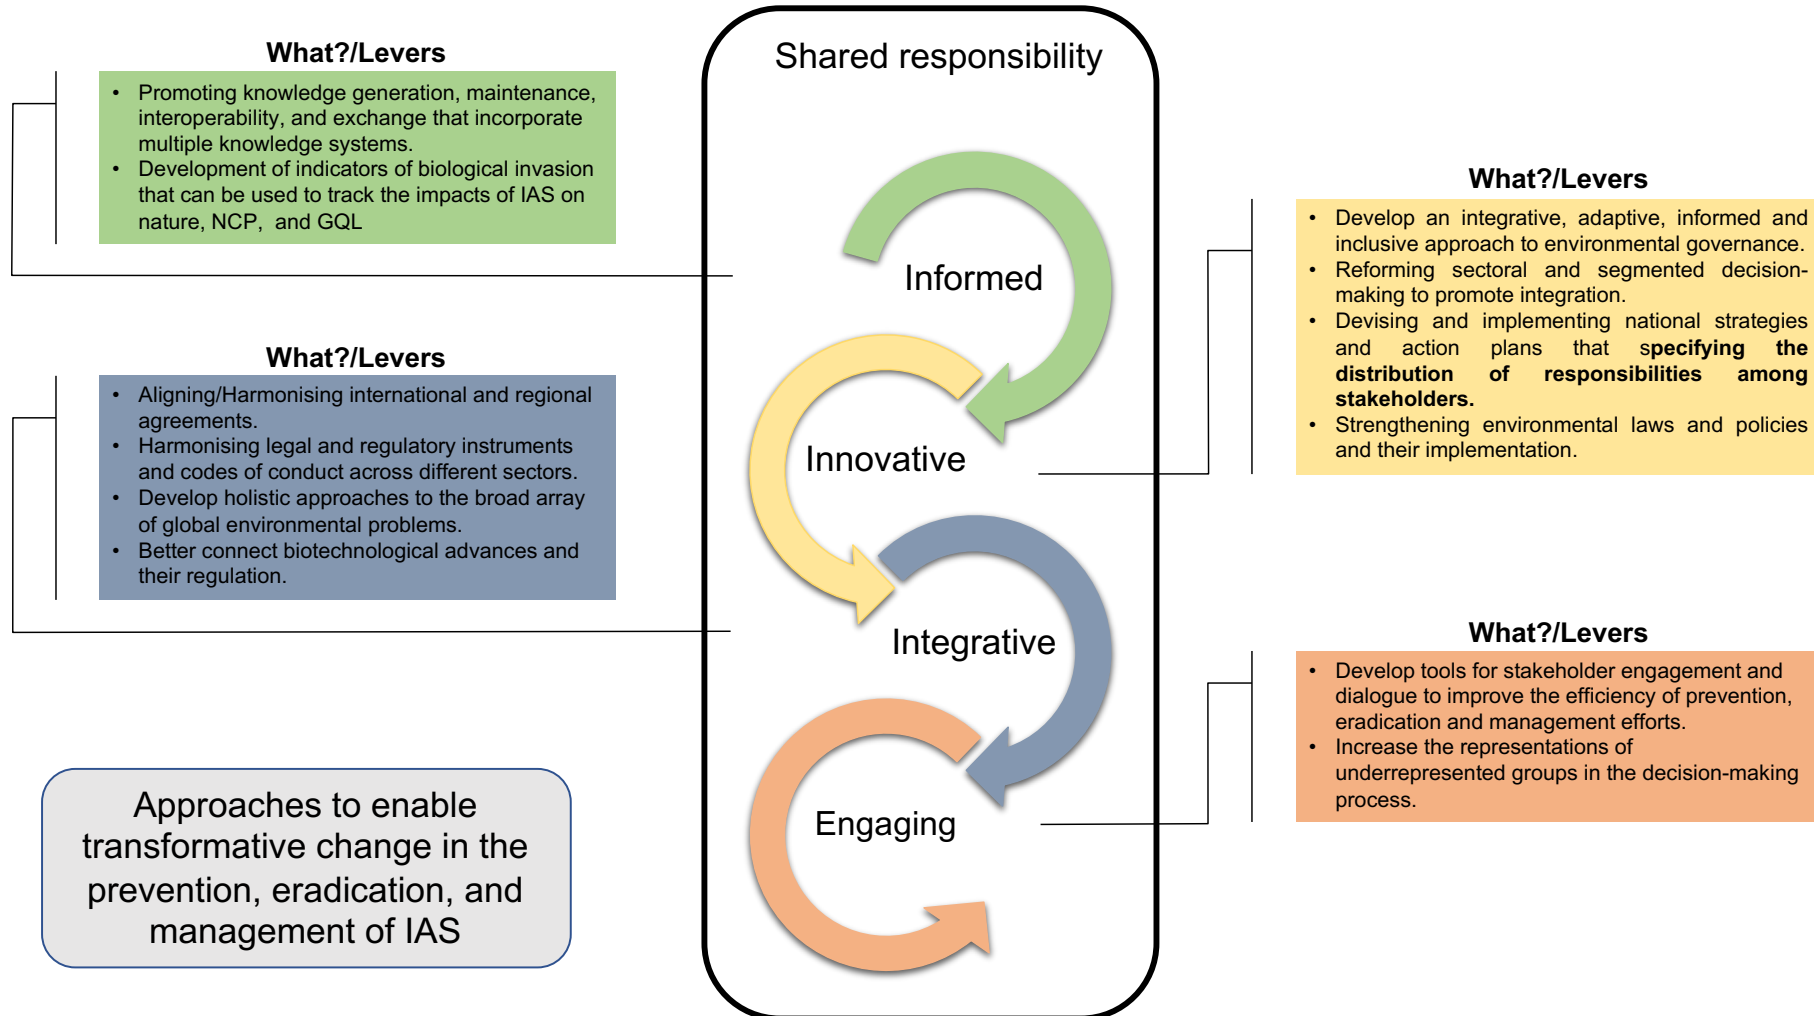 Shared responsibility
What?/Levers
• Promoting knowledge generation, maintenance,
interoperability, and exchange that incorporate
multiple knowledge systems.
• Development of indicators of biological invasion
that can be used to track the impacts of IAS on
nature, NCP, and GQL
Informed
What?/Levers
• Develop an integrative, adaptive, informed and
inclusive approach to environmental governance.
• Reforming sectoral and segmented decision-
making to promote integration.
• Devising and implementing national strategies
and action plans that specifying the
distribution of responsibilities among
stakeholders.
• Strengthening environmental laws and policies
and their implementation.
Innovative
What?/Levers
• Aligning/Harmonising international and regional
agreements.
• Harmonising legal and regulatory instruments
and codes of conduct across different sectors.
• Develop holistic approaches to the broad array
of global environmental problems.
• Better connect biotechnological advances and
their regulation.
Integrative
What?/Levers
• Develop tools for stakeholder engagement and
dialogue to improve the efficiency of prevention,
eradication and management efforts.
• Increase the representations of
underrepresented groups in the decision-making
process.
Engaging
Approaches to enable
transformative change in the
prevention, eradication, and
management of IAS